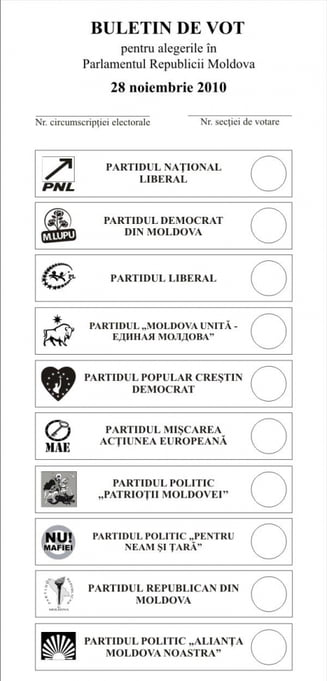 BULETIN DE VOT
pentru alegerile în
Parlamentul Republicii Moldova
28 noiembrie 2010
Nr. circumscripției electorale
Nr. secției de votare
PNL
PARTIDUL NAȚIONAL
LIBERAL
M.LUPU
PARTIDUL DEMOCRAT
DIN MOLDOVA
PARTIDUL LIBERAL
PARTIDUL „MOLDOVA UNITĂ -
ЕДИНАЯ МОЛДОВА”
PARTIDUL POPULAR CREȘTIN
DEMOCRAT
MAE
PARTIDUL MIȘCAREA
ACȚIUNEA EUROPEANĂ
PARTIDUL POLITIC
„PATRIOȚII MOLDOVEI”
NU!
MAFIEI
PARTIDUL POLITIC „PENTRU
NEAM ȘI ȚARĂ”
PARTIDUL REPUBLICAN DIN
MOLDOVA
PARTIDUL POLITIC „ALIANȚA
MOLDOVA NOASTRA”